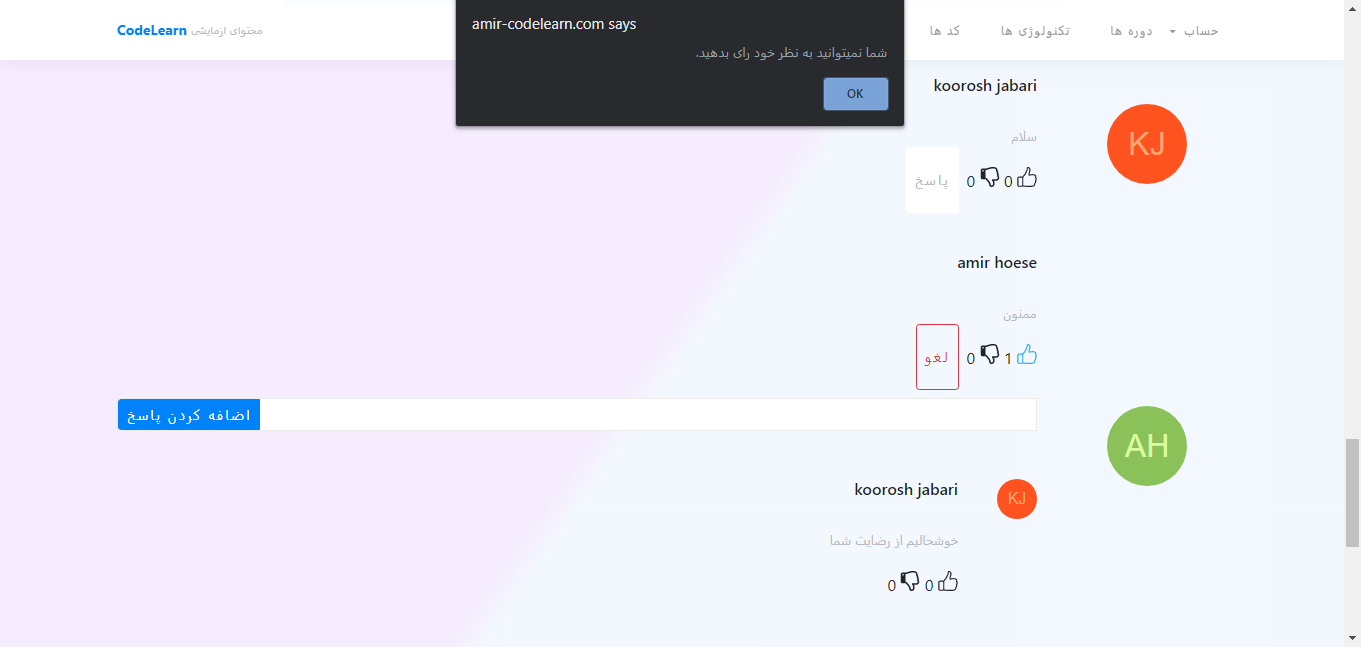 CodeLearn محتوای ازمایشی
حساب
دوره ها
تکنولوژی ها
کد ها
amir-codelearn.com says
شما نمیتوانید به نظر خود رای بدهید.
OK
koorosh jabari
KJ
سلام
0 0 پاسخ
amir hoese
ممنون
1 0 لغو
اضافه کردن پاسخ
AH
koorosh jabari
KJ
خوشحالیم از رضایت شما
0 0